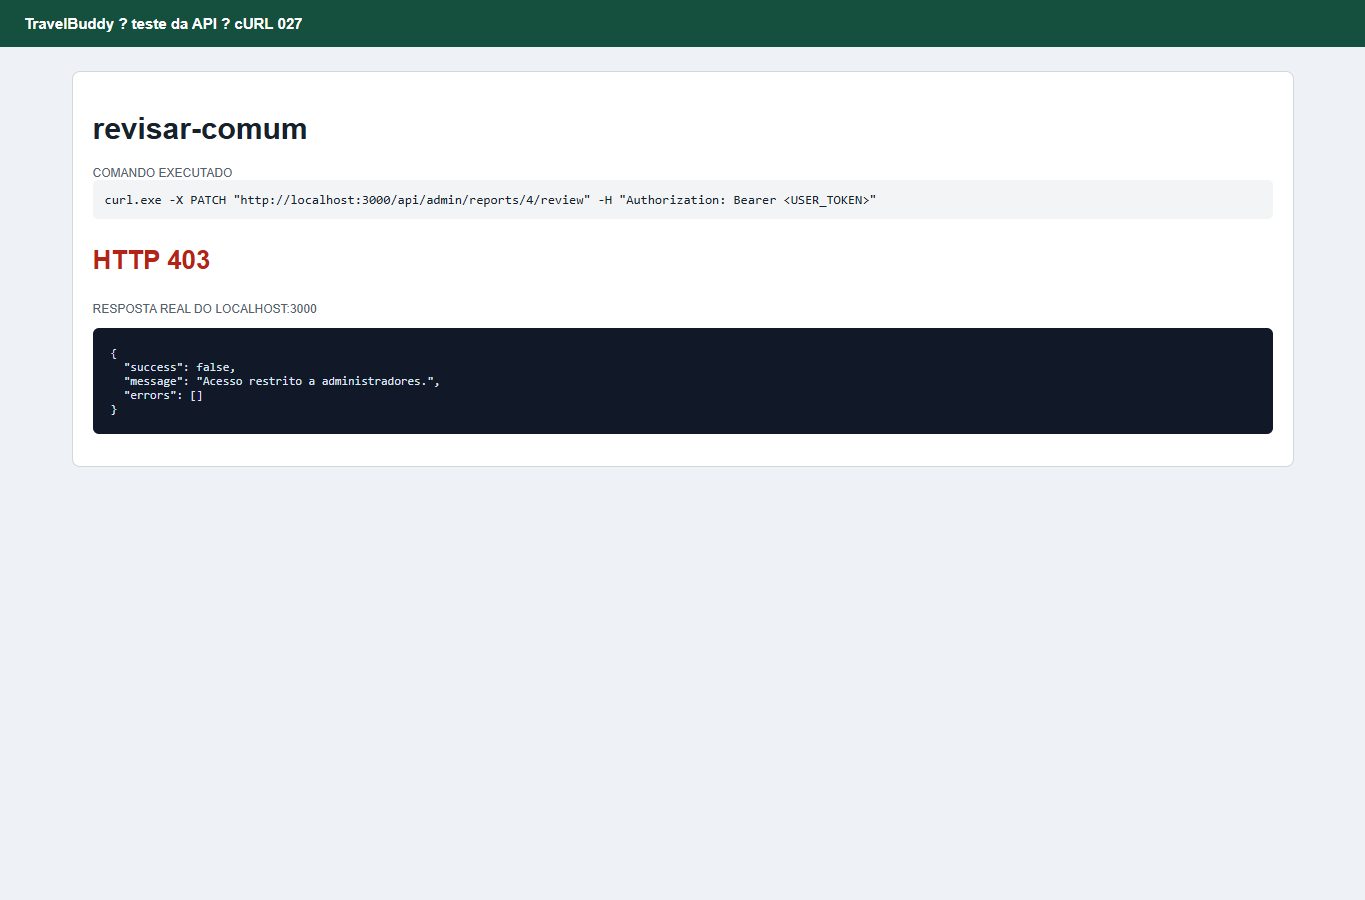 TravelBuddy ? teste da API ? cURL 027
revisar-comum
COMANDO EXECUTADO
curl.exe -X PATCH "http://localhost:3000/api/admin/reports/4/review" -H "Authorization: Bearer <USER_TOKEN>"
HTTP 403
RESPOSTA REAL DO LOCALHOST:3000
{
  "success": false,
  "message": "Acesso restrito a administradores.",
  "errors": []
}